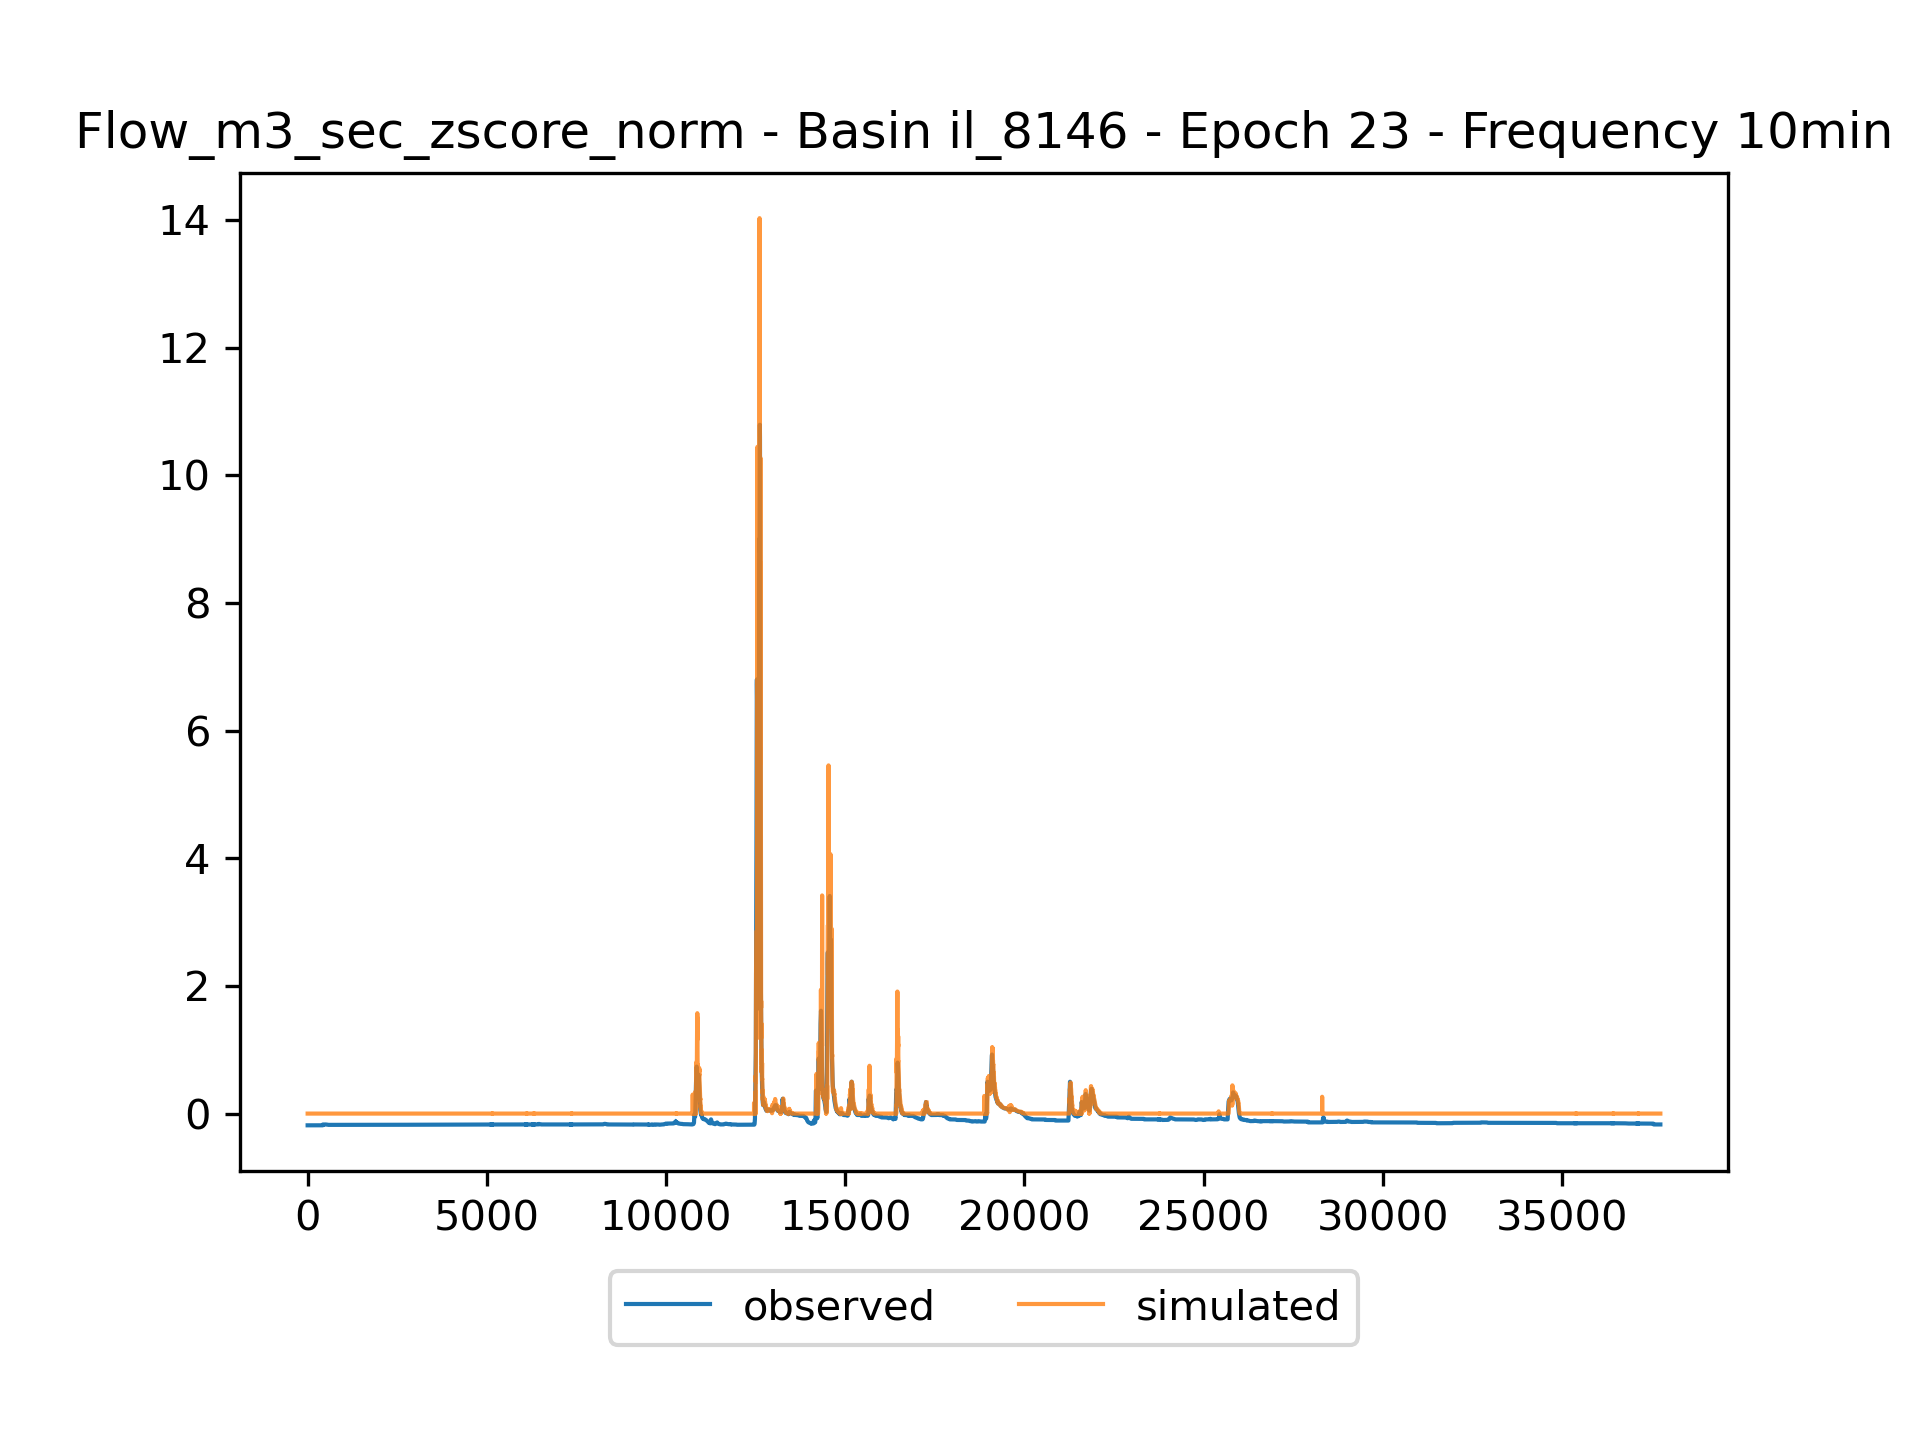 Flow_m3_sec_zscore_norm - Basin il_8146 - Epoch 23 - Frequency 10min
14
12
10
8
6
4
2
0
0 5000 10000 15000 20000 25000 30000 35000
observed simulated